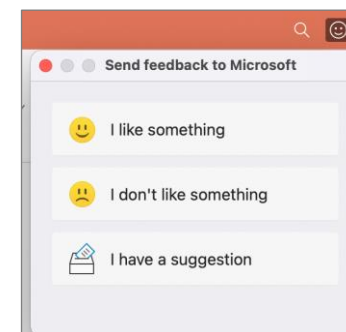 Send feedback to Microsoft
I like something
I don't like something
I have a suggestion